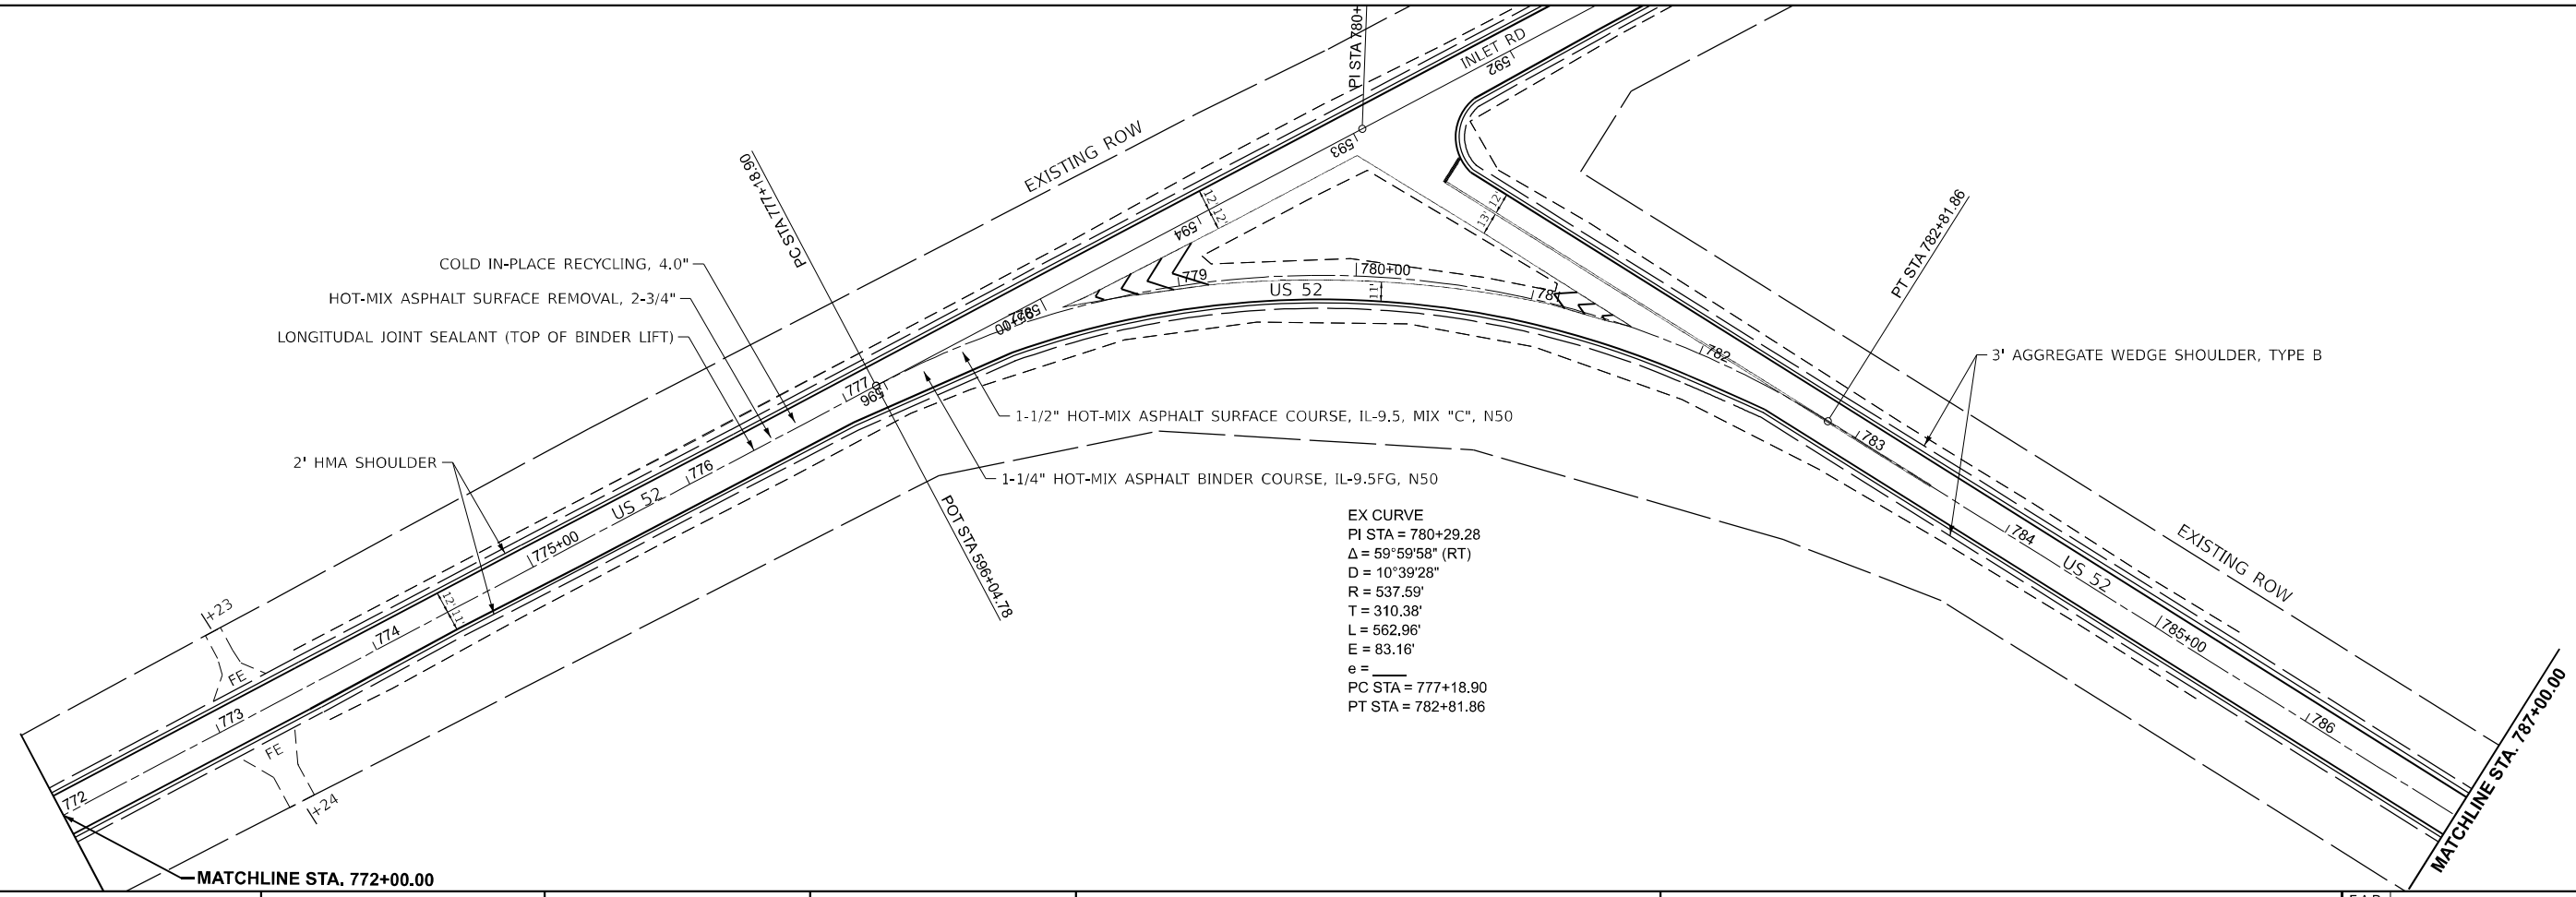 PI STA 780+
INLET RD
592
593
EXISTING ROW
PC STA 777+18.90
12' 12'
594
13' 12'
PT STA 782+81.86
COLD IN-PLACE RECYCLING, 4.0"
HOT-MIX ASPHALT SURFACE REMOVAL, 2-3/4"
LONGITUDAL JOINT SEALANT (TOP OF BINDER LIFT)
779
780+00
US 52
11'
781
782
3' AGGREGATE WEDGE SHOULDER, TYPE B
777
596
1-1/2" HOT-MIX ASPHALT SURFACE COURSE, IL-9.5, MIX "C", N50
783
2' HMA SHOULDER
776
1-1/4" HOT-MIX ASPHALT BINDER COURSE, IL-9.5FG, N50
US 52
POT STA 596+04.78
775+00
784
US 52
EXISTING ROW
EX CURVE
PI STA = 780+29.28
Δ = 59°59'58" (RT)
D = 10°39'28"
R = 537.59'
T = 310.38'
L = 562.96'
E = 83.16'
e =
PC STA = 777+18.90
PT STA = 782+81.86
+23
12' 11'
774
785+00
FE
773
786
FE
772
+24
MATCHLINE STA. 787+00.00
MATCHLINE STA. 772+00.00